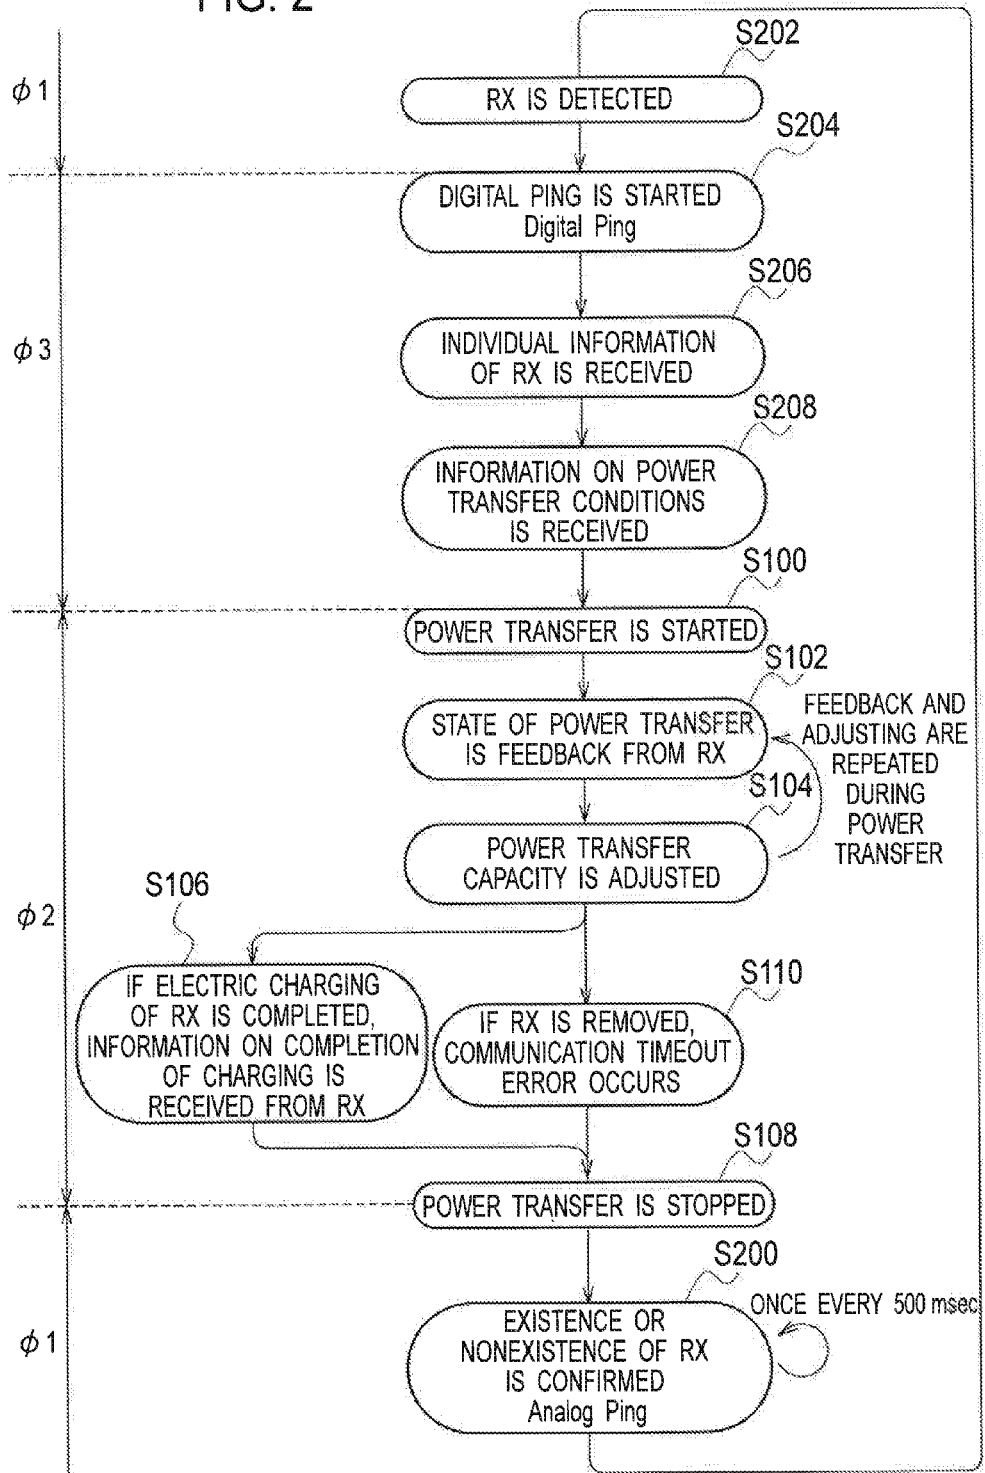 FIG. 2
S202
φ1
RX IS DETECTED
S204
DIGITAL PING IS STARTED
Digital Ping
S206
φ3
INDIVIDUAL INFORMATION
OF RX IS RECEIVED
S208
INFORMATION ON POWER
TRANSFER CONDITIONS
IS RECEIVED
S100
POWER TRANSFER IS STARTED
S102
STATE OF POWER TRANSFER
IS FEEDBACK FROM RX
FEEDBACK AND
ADJUSTING ARE
REPEATED
DURING
POWER
TRANSFER
S104
POWER TRANSFER
CAPACITY IS ADJUSTED
S106
φ2
IF ELECTRIC CHARGING
OF RX IS COMPLETED,
INFORMATION ON COMPLETION
OF CHARGING IS
RECEIVED FROM RX
S110
IF RX IS REMOVED,
COMMUNICATION TIMEOUT
ERROR OCCURS
S108
POWER TRANSFER IS STOPPED
S200
ONCE EVERY 500 msec
φ1
EXISTENCE OR
NONEXISTENCE OF RX
IS CONFIRMED
Analog Ping